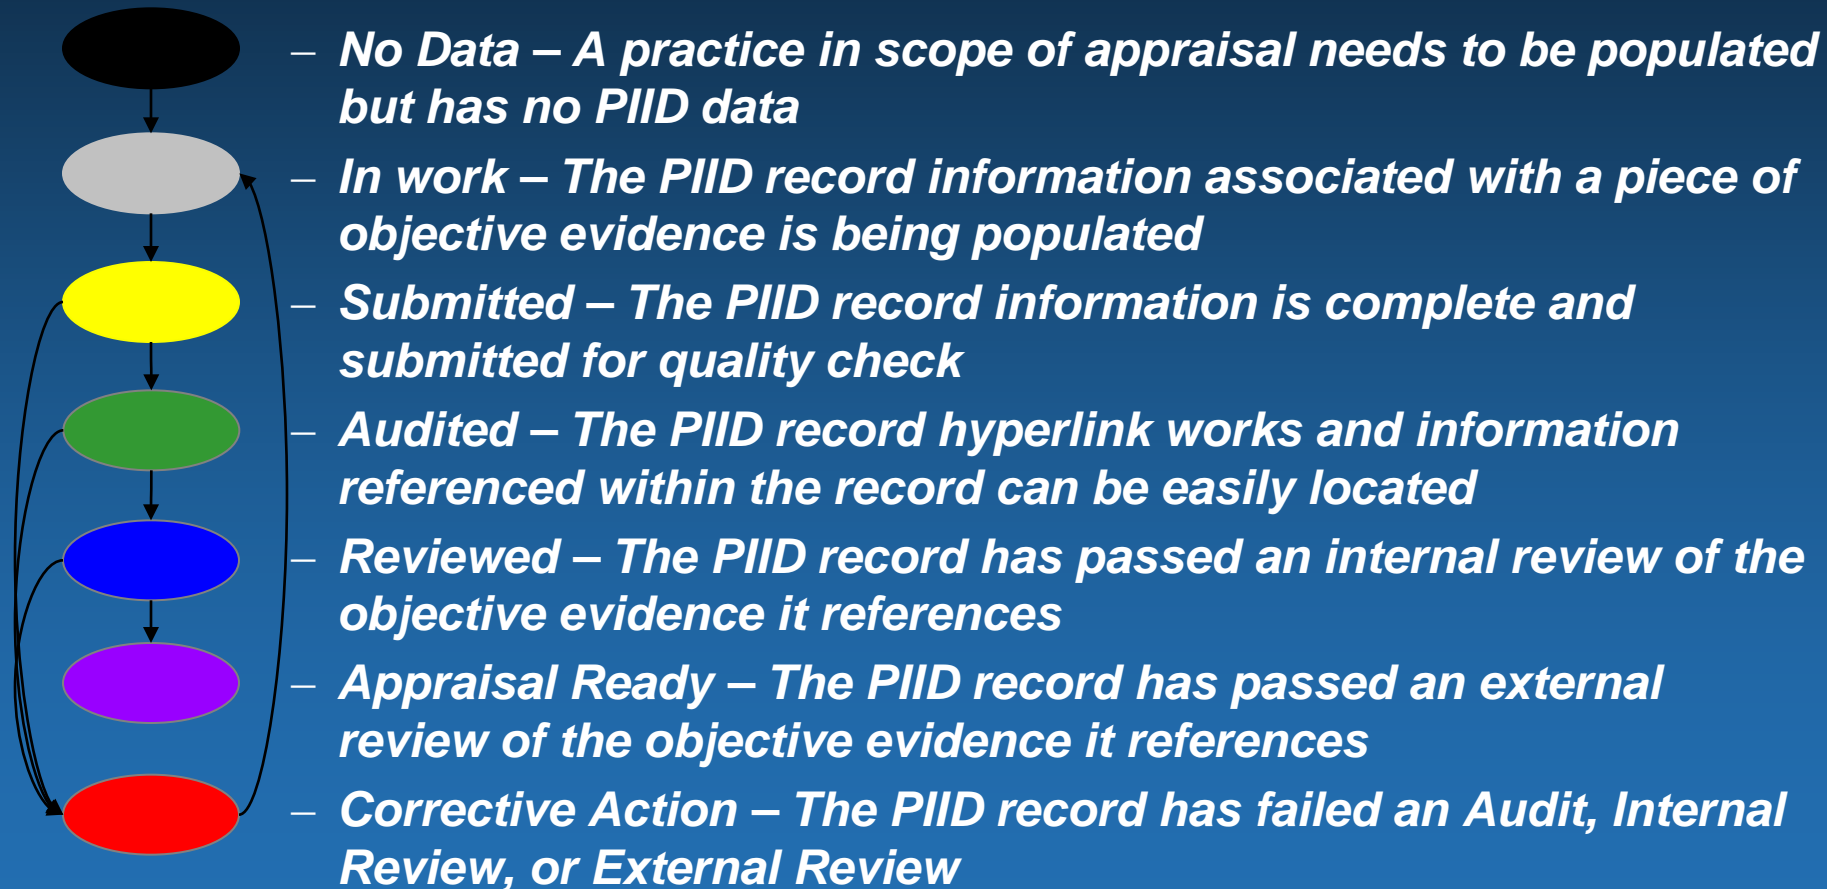 – No Data – A practice in scope of appraisal needs to be populated
but has no PIID data
– In work – The PIID record information associated with a piece of
objective evidence is being populated
– Submitted – The PIID record information is complete and
submitted for quality check
– Audited – The PIID record hyperlink works and information
referenced within the record can be easily located
– Reviewed – The PIID record has passed an internal review of the
objective evidence it references
– Appraisal Ready – The PIID record has passed an external
review of the objective evidence it references
– Corrective Action – The PIID record has failed an Audit, Internal
Review, or External Review